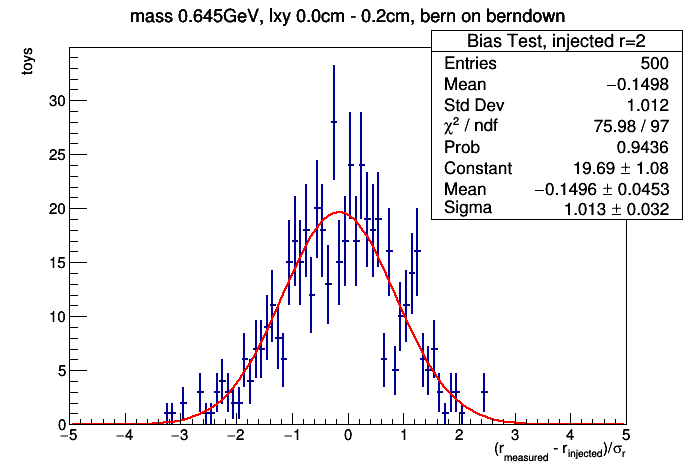 mass 0.645GeV, lxy 0.0cm - 0.2cm, bern on berndown
toys
Bias Test, injected r=2
Entries 500
Mean −0.1498
Std Dev 1.012
χ² / ndf 75.98 / 97
Prob 0.9436
Constant 19.69 ± 1.08
Mean −0.1496 ± 0.0453
Sigma 1.013 ± 0.032
30
25
20
15
10
5
0
−5 −4 −3 −2 −1 0 1 2 3 4 5
(r_measured - r_injected)/σ_r